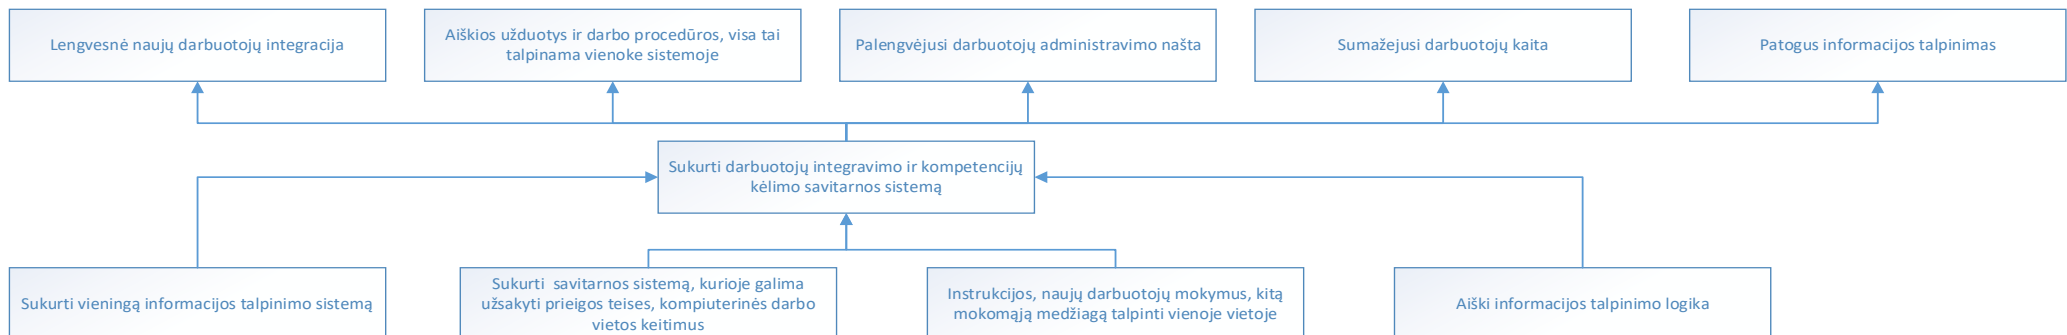 Lengvesnė naujų darbuotojų integracija
Aiškios užduotys ir darbo procedūros, visa tai
talpinama vienoke sistemoje
Palengvėjusi darbuotojų administravimo našta
Sumažejusi darbuotojų kaita
Patogus informacijos talpinimas
Sukurti darbuotojų integravimo ir kompetencijų
kėlimo savitarnos sistemą
Sukurti vieningą informacijos talpinimo sistemą
Sukurti savitarnos sistemą, kurioje galima
užsakyti prieigos teises, kompiuterinės darbo
vietos keitimus
Instrukcijos, naujų darbuotojų mokymus, kitą
mokomąją medžiagą talpinti vienoje vietoje
Aiški informacijos talpinimo logika